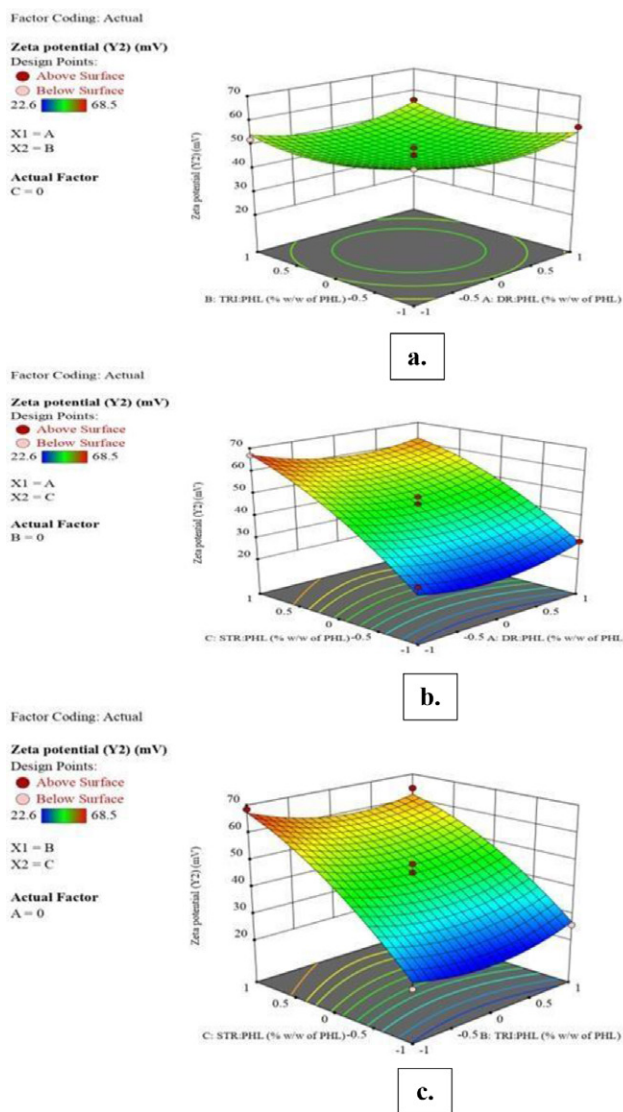 Factor Coding: Actual
Zeta potential (Y2) (mV)
Design Points:
Above Surface
Below Surface
22.6 68.5
X1 = A
X2 = B
Actual Factor
C = 0
Zeta potential (Y2) (mV)
70
60
50
40
30
20
1
0.5
0
-0.5
-1
-1
-0.5
0
0.5
1
B: TRI:PHL (% w/w of PHL)
A: DR:PHL (% w/w of PHL)
a.
Factor Coding: Actual
Zeta potential (Y2) (mV)
Design Points:
Above Surface
Below Surface
22.6 68.5
X1 = A
X2 = C
Actual Factor
B = 0
Zeta potential (Y2) (mV)
70
60
50
40
30
20
1
0.5
0
-0.5
-1
-1
-0.5
0
0.5
1
C: STR:PHL (% w/w of PHL)
A: DR:PHL (% w/w of PHL)
b.
Factor Coding: Actual
Zeta potential (Y2) (mV)
Design Points:
Above Surface
Below Surface
22.6 68.5
X1 = B
X2 = C
Actual Factor
A = 0
Zeta potential (Y2) (mV)
70
60
50
40
30
20
1
0.5
0
-0.5
-1
-1
-0.5
0
0.5
1
C: STR:PHL (% w/w of PHL)
B: TRI:PHL (% w/w of PHL)
c.